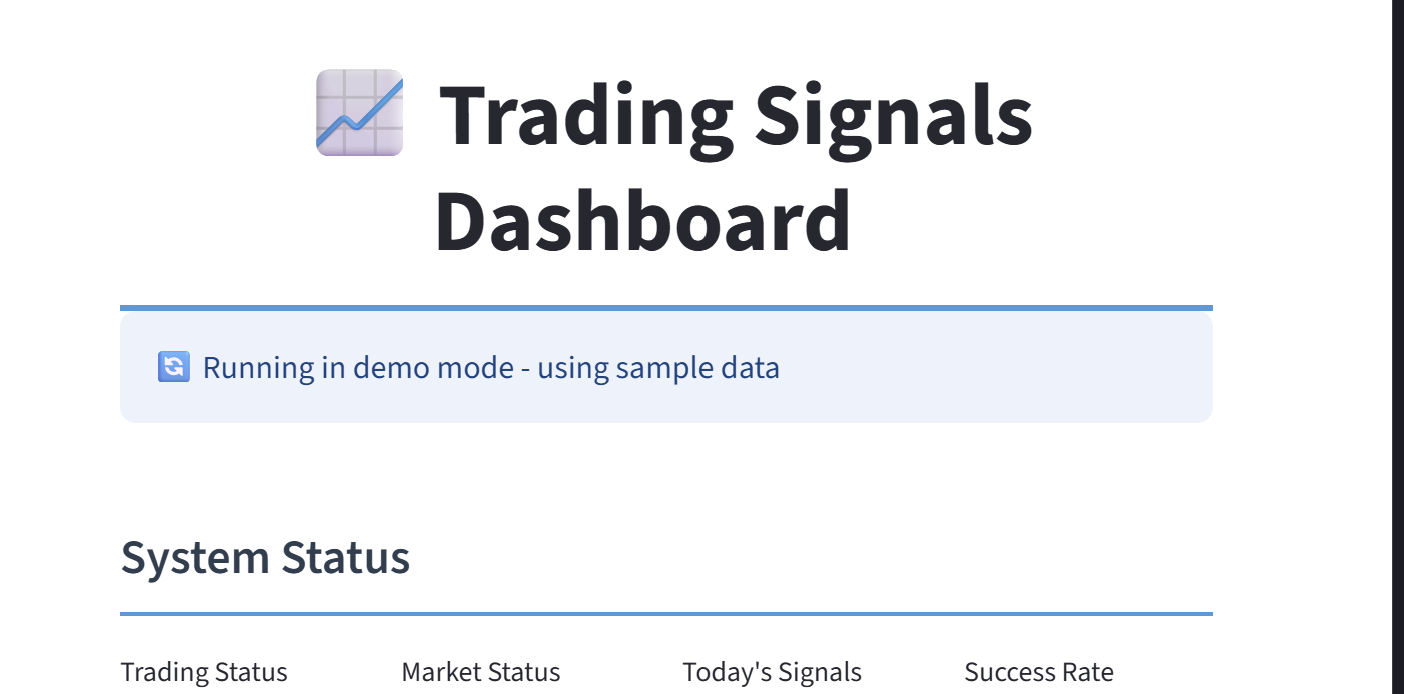 Trading Signals
Dashboard
Running in demo mode - using sample data
System Status
Trading Status Market Status Today's Signals Success Rate